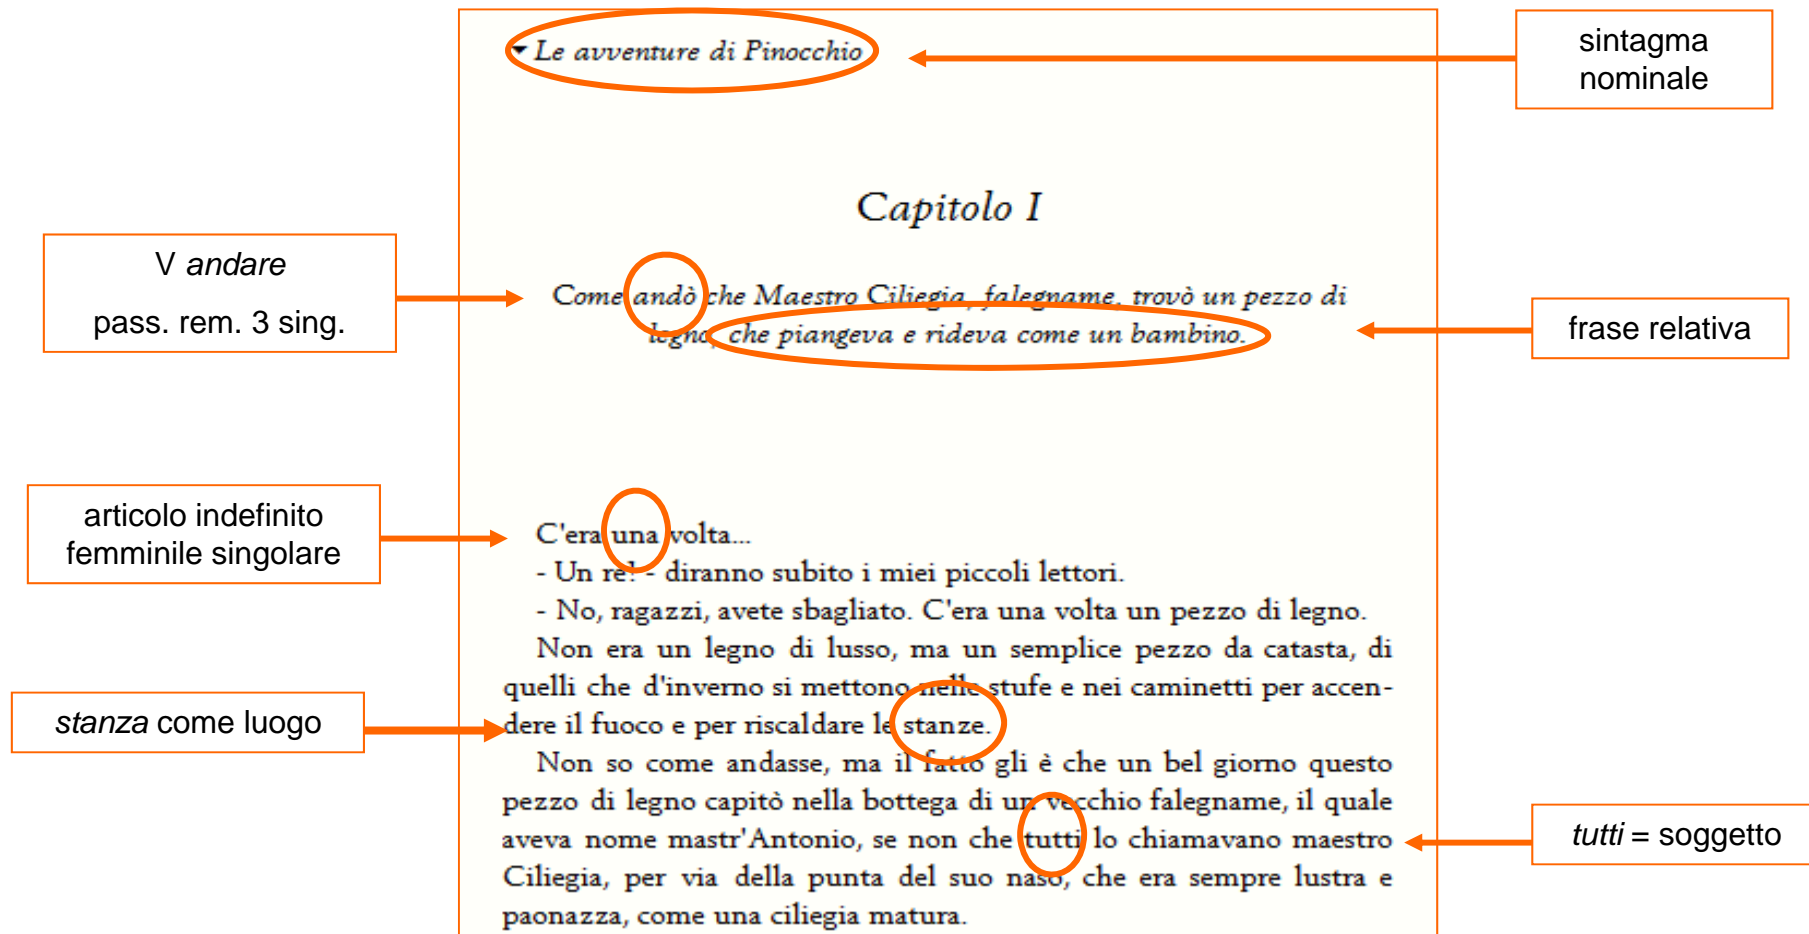 Le avventure di Pinocchio
sintagma
nominale
Capitolo I
V andare
pass. rem. 3 sing.
Come andò che Maestro Ciliegia, falegname, trovò un pezzo di
legno, che piangeva e rideva come un bambino.
frase relativa
articolo indefinito
femminile singolare
C'era una volta...
- Un re! - diranno subito i miei piccoli lettori.
- No, ragazzi, avete sbagliato. C'era una volta un pezzo di legno.
Non era un legno di lusso, ma un semplice pezzo da catasta, di
quelli che d'inverno si mettono nelle stufe e nei caminetti per accen-
dere il fuoco e per riscaldare le stanze.
stanza come luogo
Non so come andasse, ma il fatto gli è che un bel giorno questo
pezzo di legno capitò nella bottega di un vecchio falegname, il quale
aveva nome mastr'Antonio, se non che tutti lo chiamavano maestro
Ciliegia, per via della punta del suo naso, che era sempre lustra e
paonazza, come una ciliegia matura.
tutti = soggetto